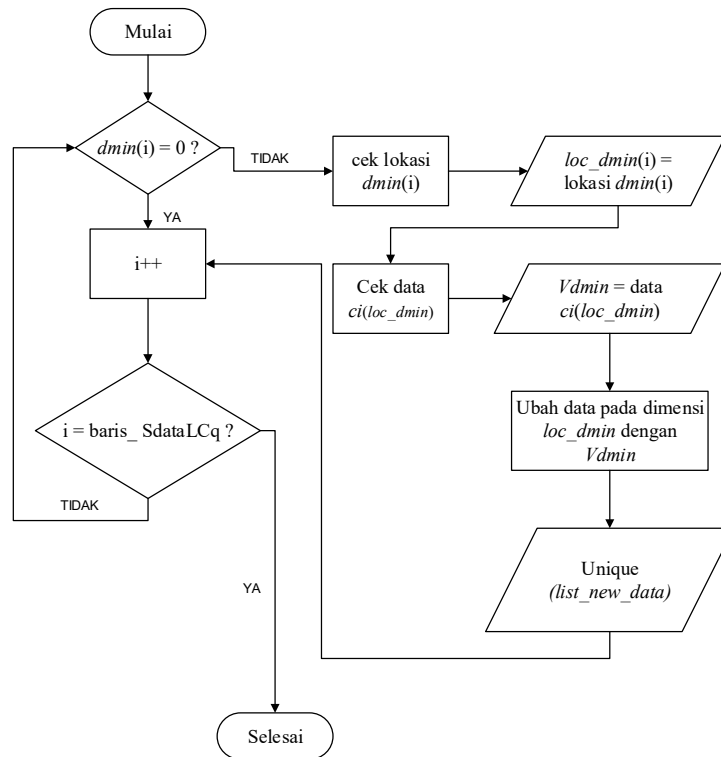 Mulai
dmin(i) = 0 ?
TIDAK
cek lokasi
dmin(i)
loc_dmin(i) =
lokasi dmin(i)
YA
i++
Cek data
ci(loc_dmin)
Vdmin = data
ci(loc_dmin)
i = baris_ SdataLCq ?
Ubah data pada dimensi
loc_dmin dengan
Vdmin
TIDAK
Unique
(list_new_data)
YA
Selesai